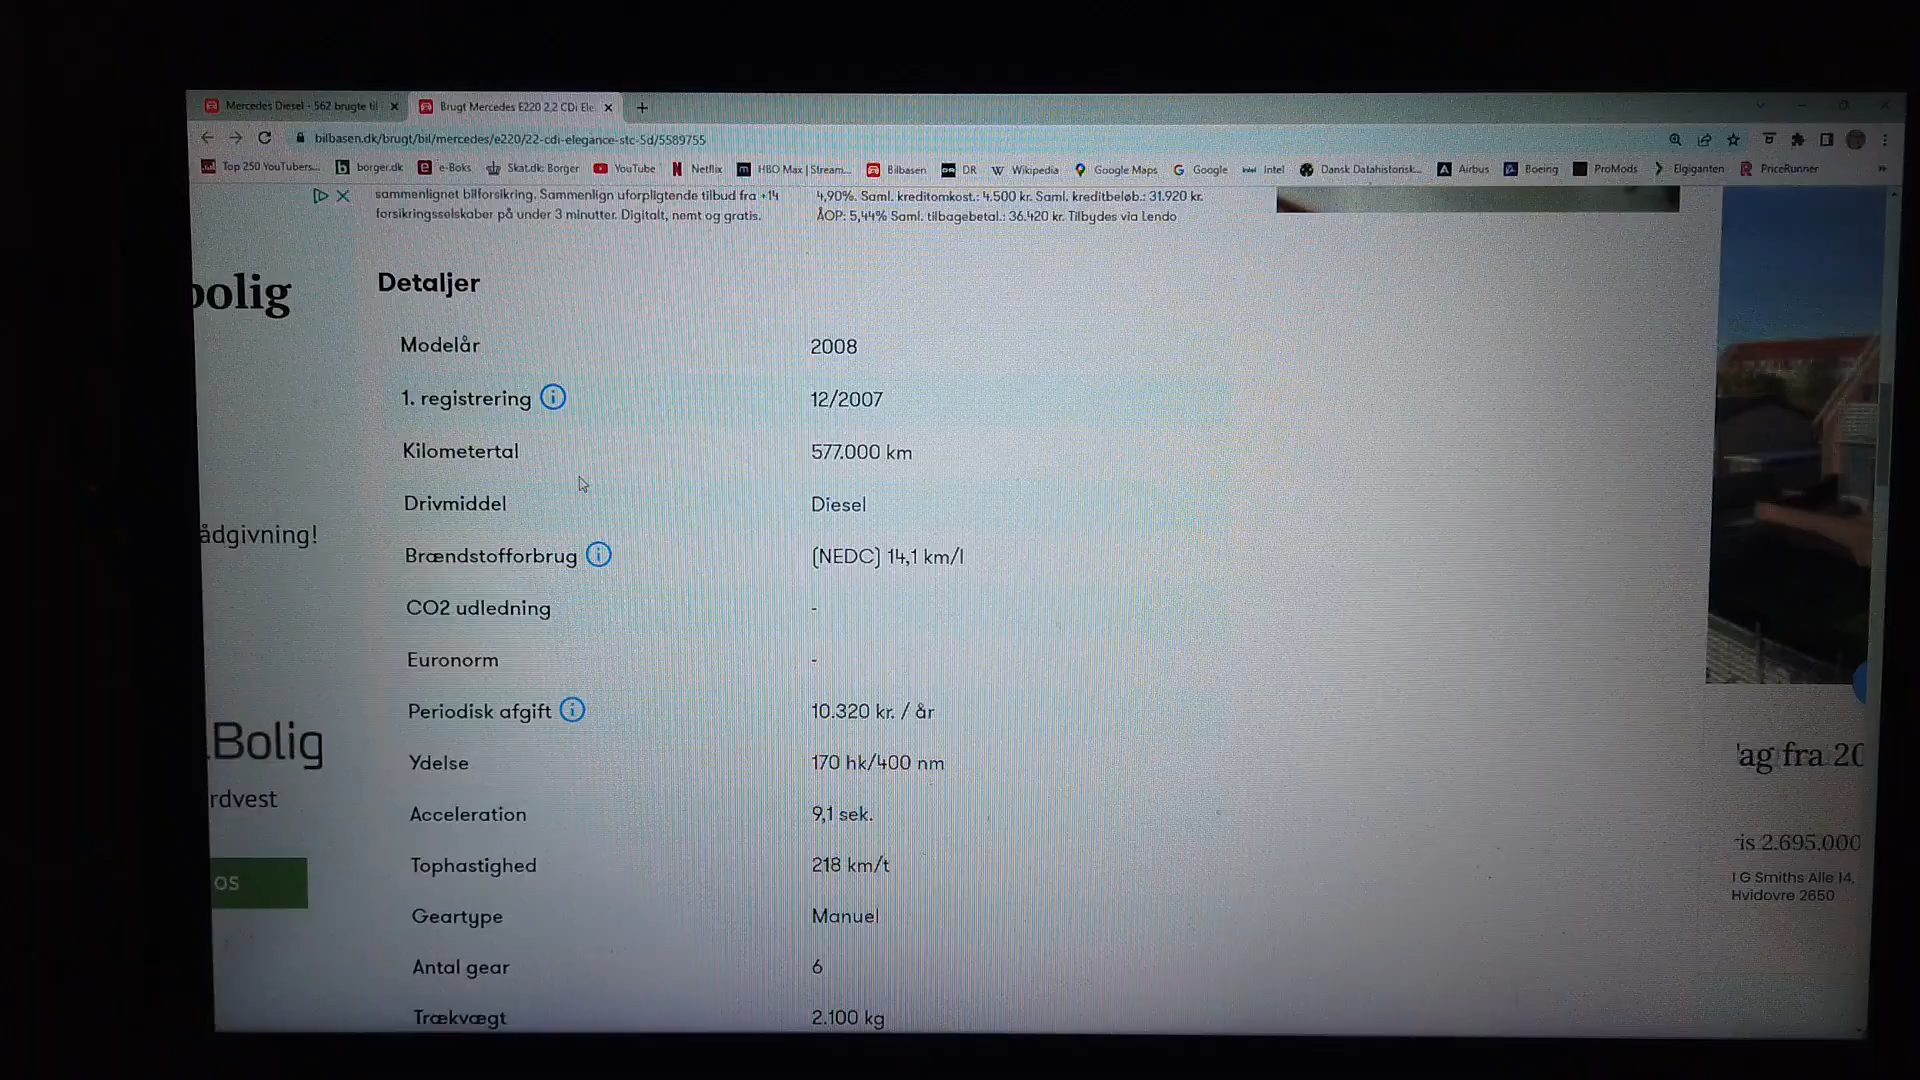 Mercedes Diesel - 562 brugte til
Brugt Mercedes E220 2,2 CDi Ele
bilbasen.dk/brugt/bil/mercedes/e220/22-cdi-elegance-stc-5d/5589755
Top 250 YouTubers... borger.dk e-Boks Skat.dk: Borger YouTube Netflix HBO Max | Stream... Bilbasen DR Wikipedia Google Maps Google Intel Dansk Datahistorisk... Airbus Boeing ProMods Elgiganten PriceRunner
sammenlignet bilforsikring. Sammenlign uforpligtende tilbud fra +14
forsikringsselskaber på under 3 minutter. Digitalt, nemt og gratis.
4,90%. Saml. kreditomkost.: 4.500 kr. Saml. kreditbeløb.: 31.920 kr.
ÅOP: 5,44% Saml. tilbagebetal.: 36.420 kr. Tilbydes via Lendo
bolig
ådgivning!
.Bolig
rdvest
os
Detaljer
Modelår 2008
1. registrering 12/2007
Kilometertal 577.000 km
Drivmiddel Diesel
Brændstofforbrug (NEDC) 14,1 km/l
CO2 udledning -
Euronorm -
Periodisk afgift 10.320 kr. / år
Ydelse 170 hk/400 nm
Acceleration 9,1 sek.
Tophastighed 218 km/t
Geartype Manuel
Antal gear 6
Trækvægt 2.100 kg
ag fra 20
is 2.695.000
I G Smiths Alle 14,
Hvidovre 2650